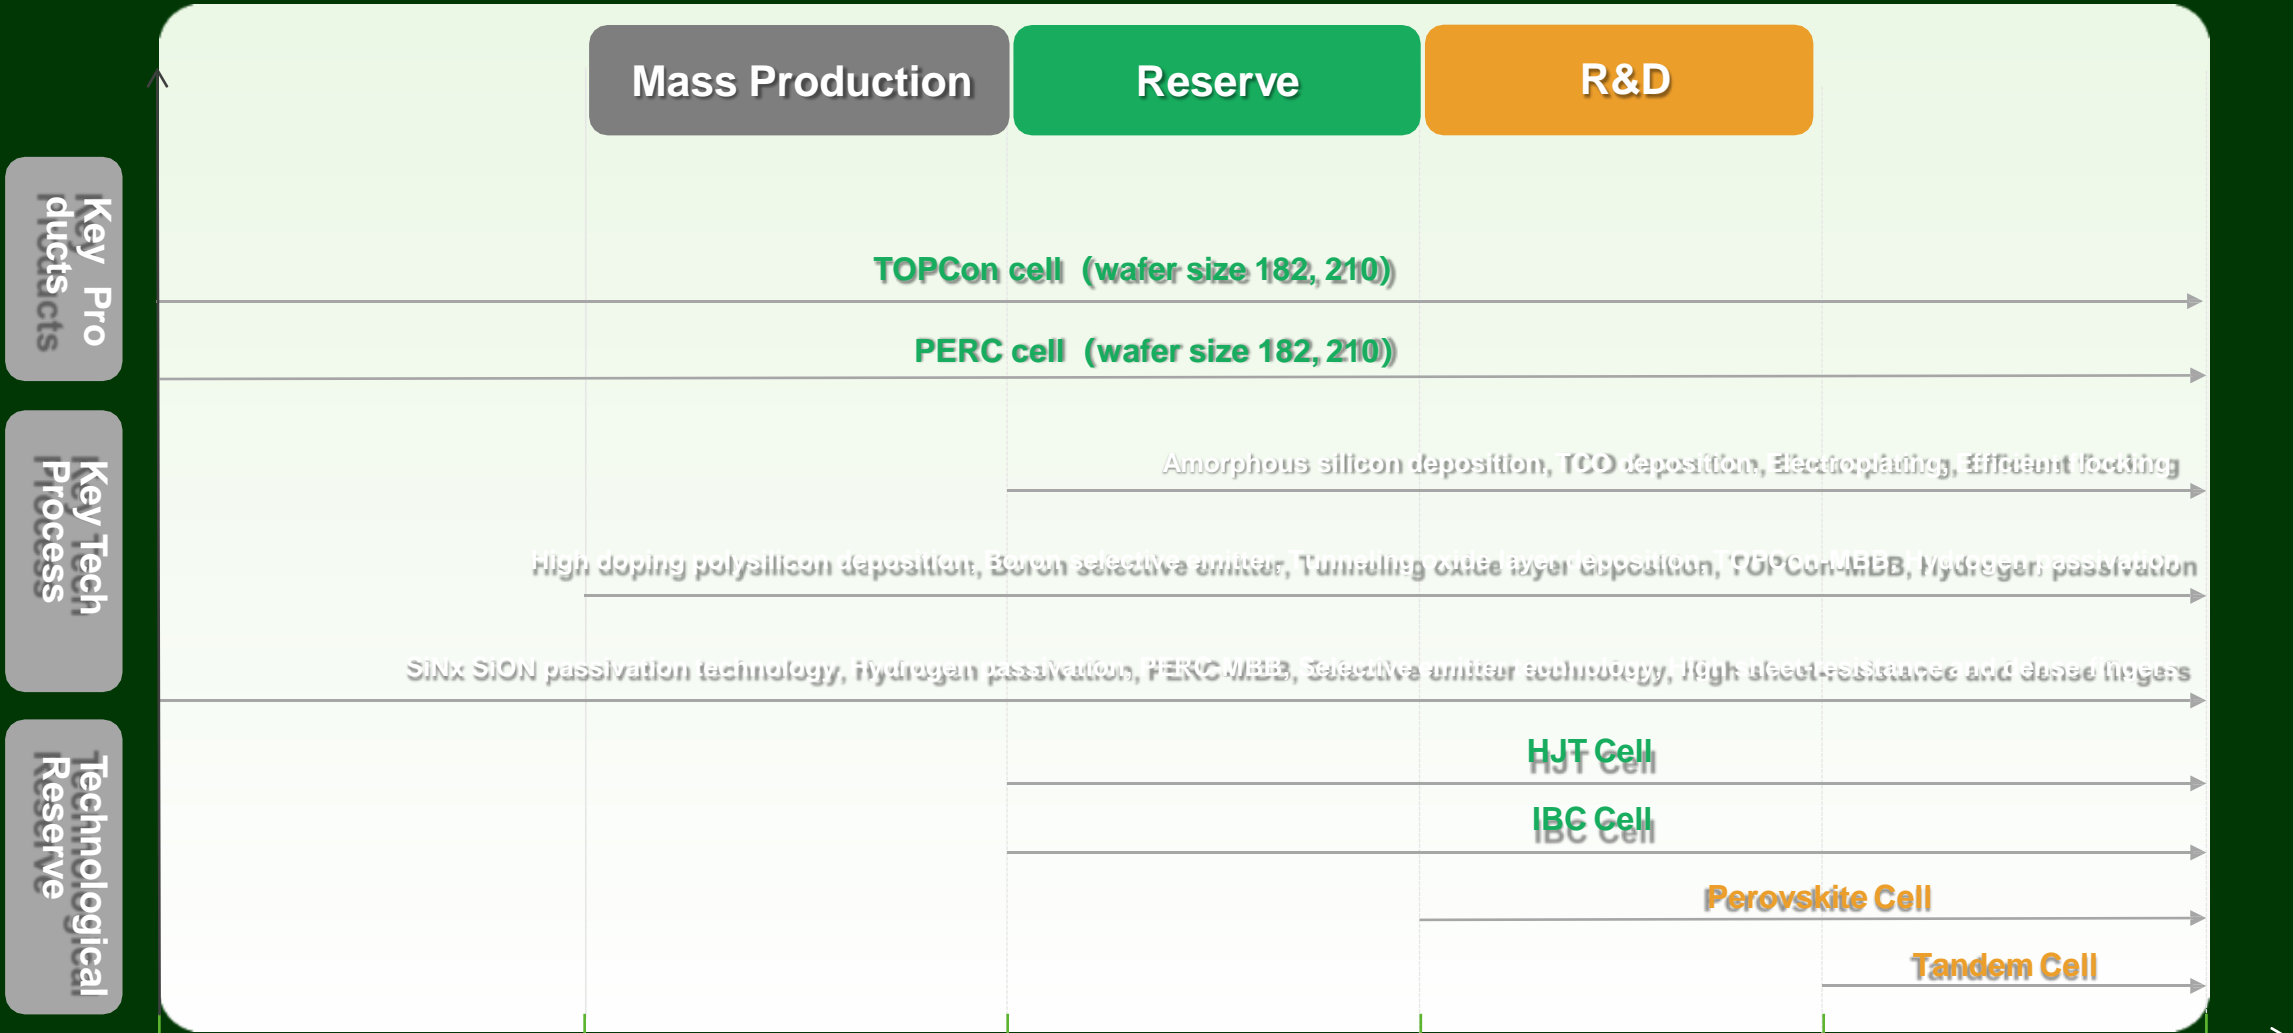 Mass Production
Reserve
R&D
Key Pro
ducts
TOPCon cell (wafer size 182, 210)
PERC cell (wafer size 182, 210)
Key Tech
Process
Amorphous silicon deposition, TCO deposition, Electroplating, Efficient focking
High doping polysilicon deposition, Boron selective emitter, Tunneling oxide layer deposition, TOPCon-MBB, Hydrogen passivation
SiNx SiON passivation technology, Hydrogen passivation, PERC-MBB, Selective emitter technology, High sheet-resistance and dense fingers
Technological
Reserve
HJT Cell
IBC Cell
Perovskite Cell
Tandem Cell